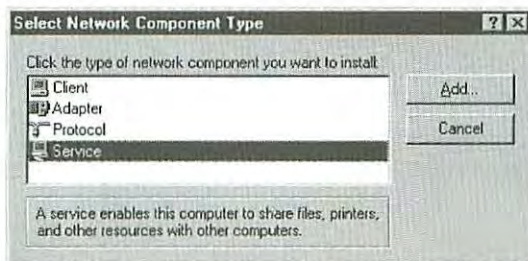 Select Network Component Type
Click the type of network component you want to install:
Client
Adapter
Protocol
Service
Add...
Cancel
A service enables this computer to share files, printers,
and other resources with other computers.